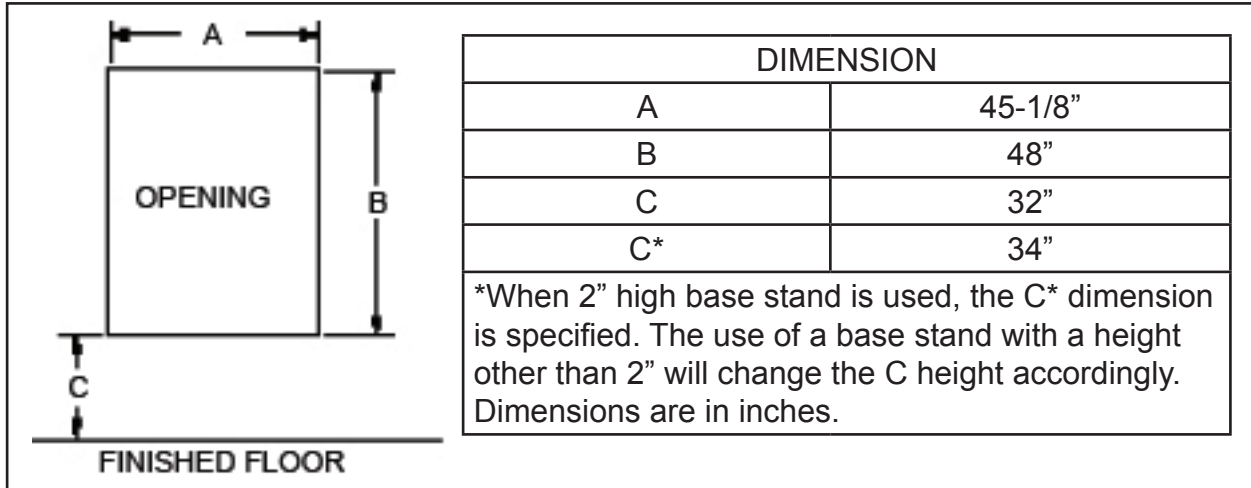 A
OPENING
B
C
FINISHED FLOOR
DIMENSION
A 45-1/8”
B 48”
C 32”
C* 34”
*When 2” high base stand is used, the C* dimension
is specified. The use of a base stand with a height
other than 2” will change the C height accordingly.
Dimensions are in inches.